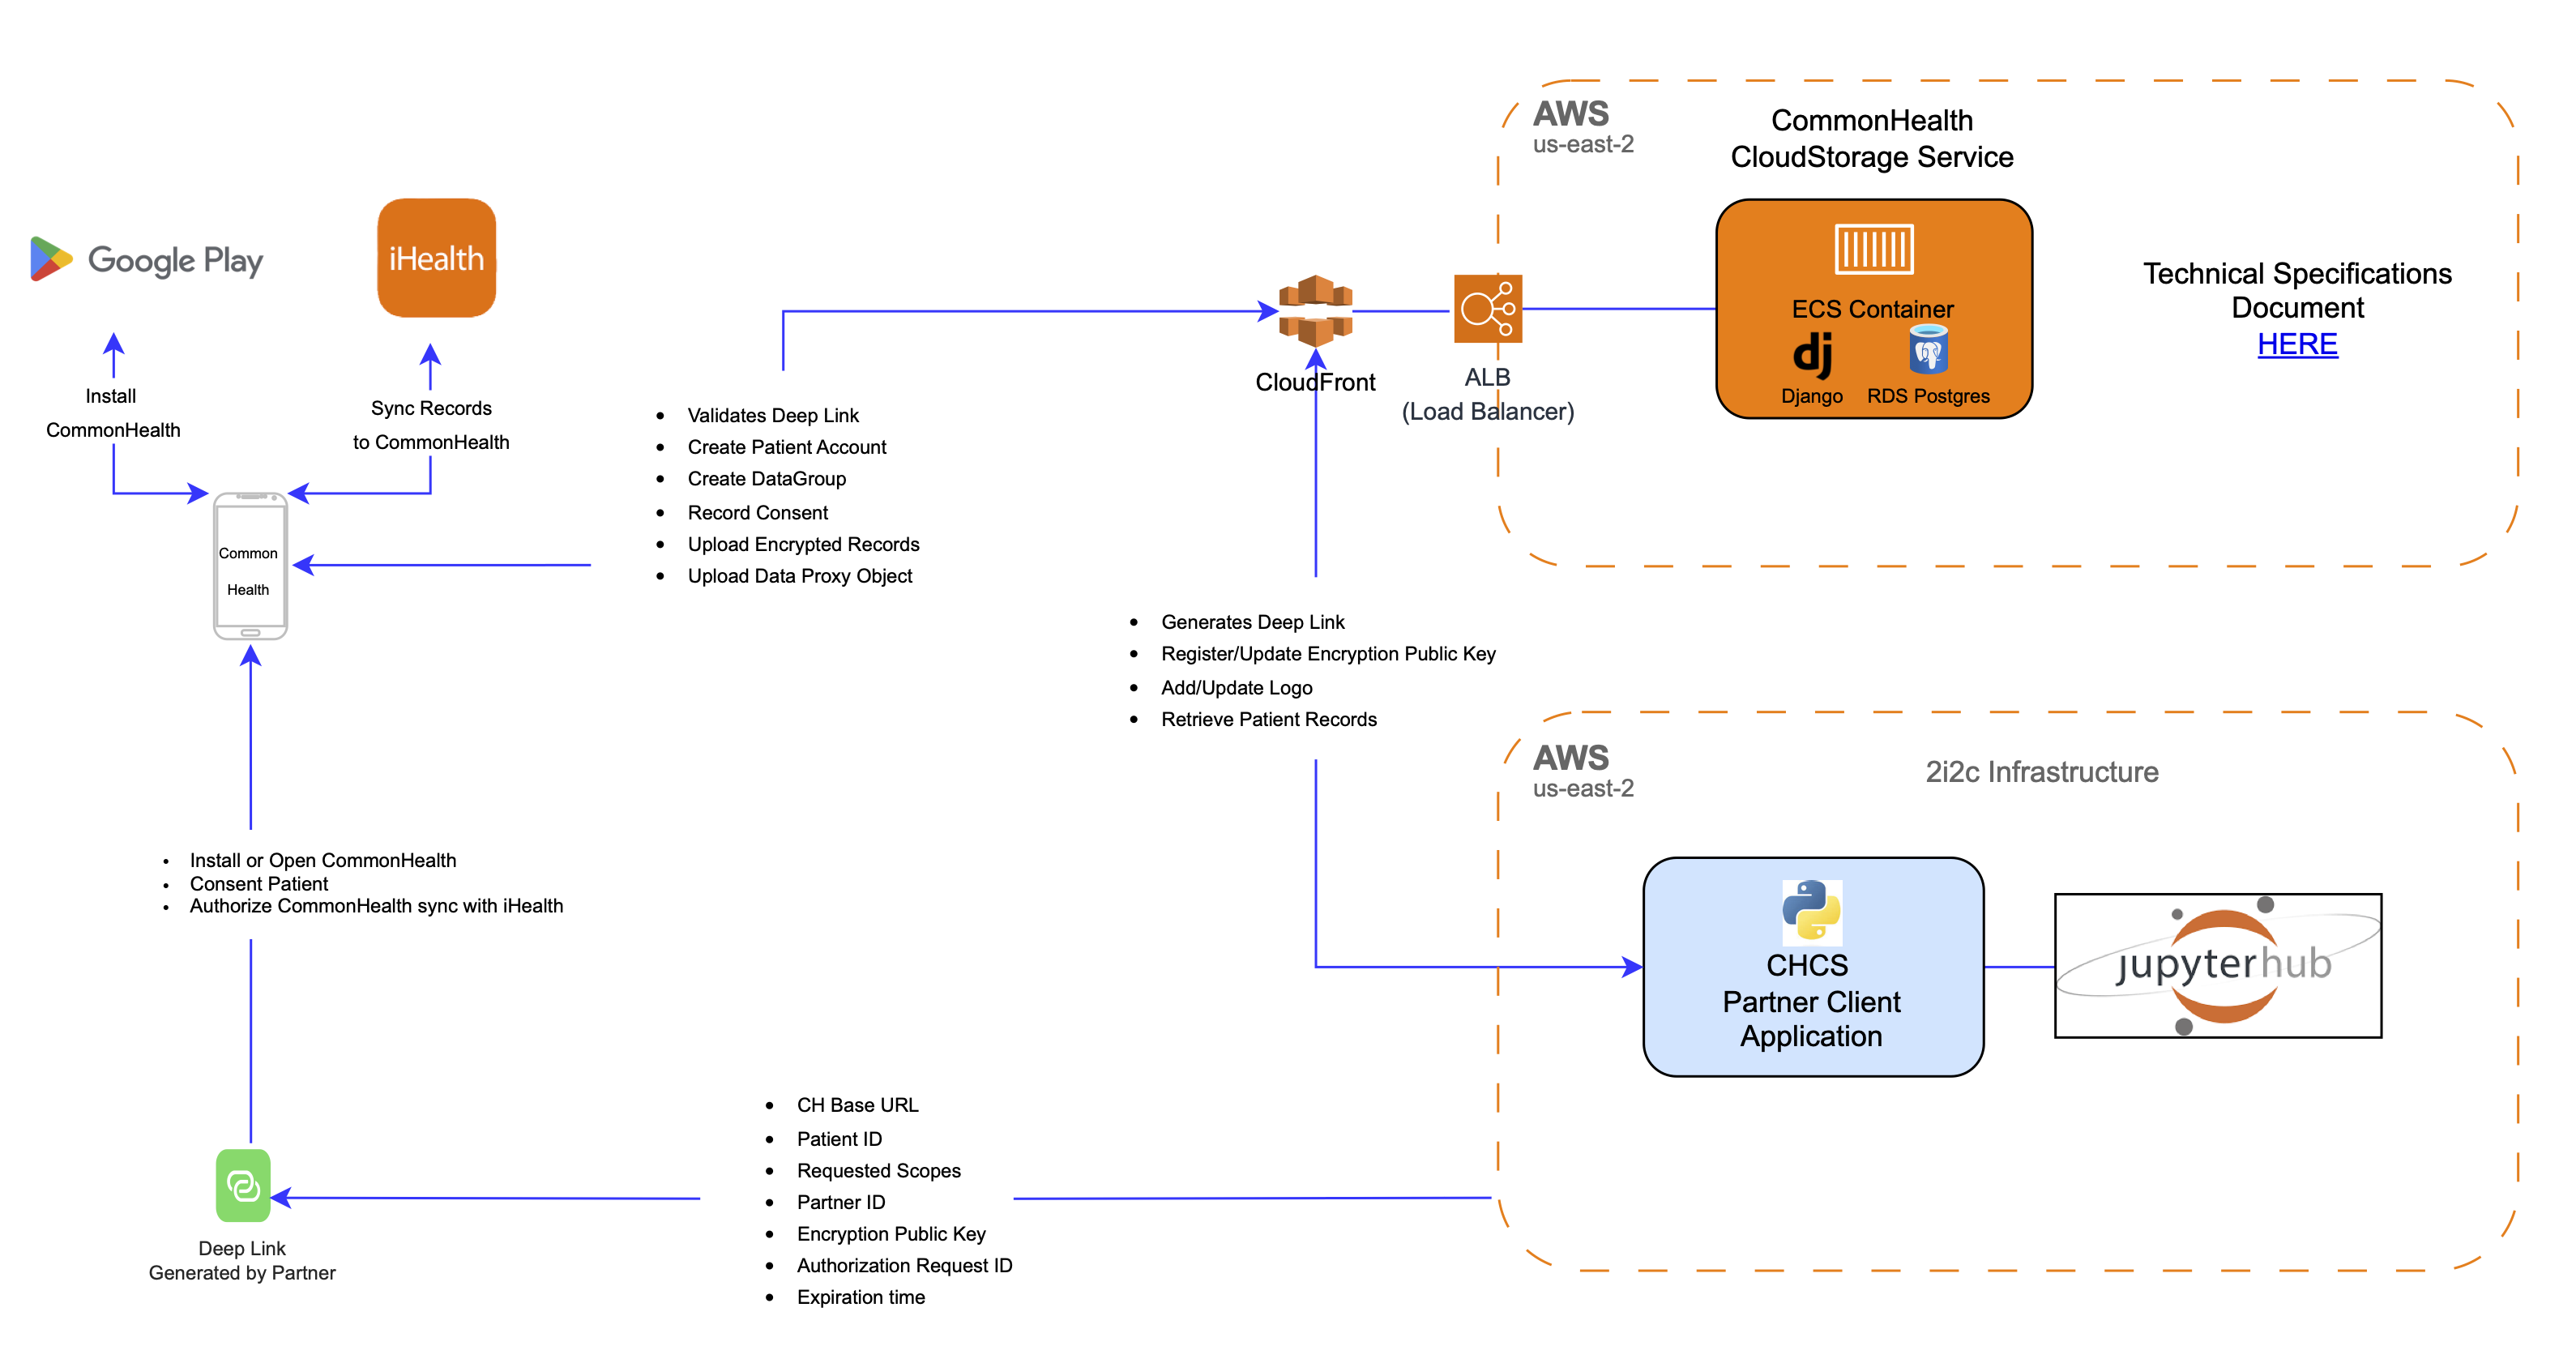 AWS
us-east-2
CommonHealth
CloudStorage Service
Google Play
iHealth
ECS Container
Django
RDS Postgres
Technical Specifications
Document
HERE
CloudFront
ALB
(Load Balancer)
Install
CommonHealth
Sync Records
to CommonHealth
• Validates Deep Link
• Create Patient Account
• Create DataGroup
• Record Consent
• Upload Encrypted Records
• Upload Data Proxy Object
Common
Health
• Generates Deep Link
• Register/Update Encryption Public Key
• Add/Update Logo
• Retrieve Patient Records
AWS
us-east-2
2i2c Infrastructure
• Install or Open CommonHealth
• Consent Patient
• Authorize CommonHealth sync with iHealth
CHCS
Partner Client
Application
jupyterhub
• CH Base URL
• Patient ID
• Requested Scopes
• Partner ID
• Encryption Public Key
• Authorization Request ID
• Expiration time
Deep Link
Generated by Partner